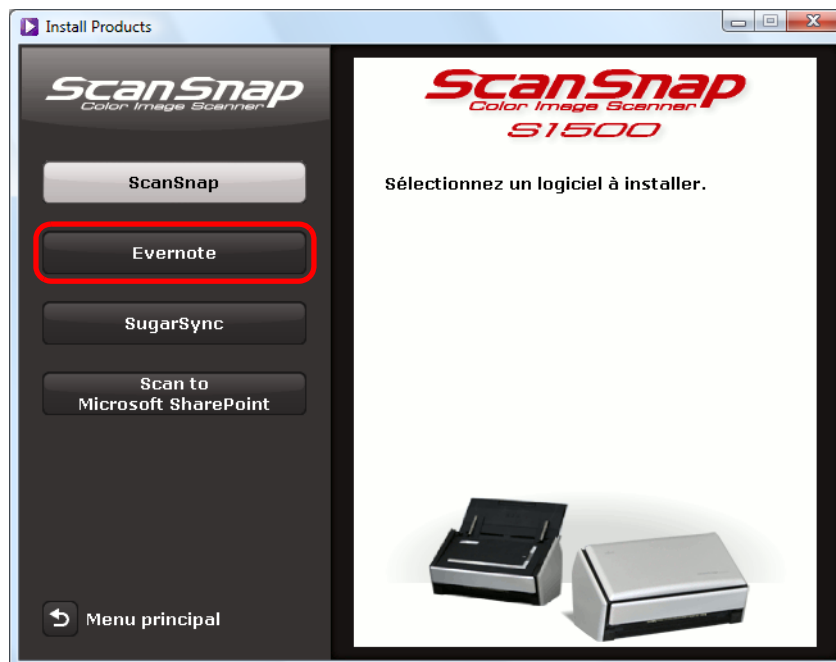 Install Products
ScanSnap
Color Image Scanner
ScanSnap
Evernote
SugarSync
Scan to
Microsoft SharePoint
Menu principal
ScanSnap
Color Image Scanner
S1500
Sélectionnez un logiciel à installer.